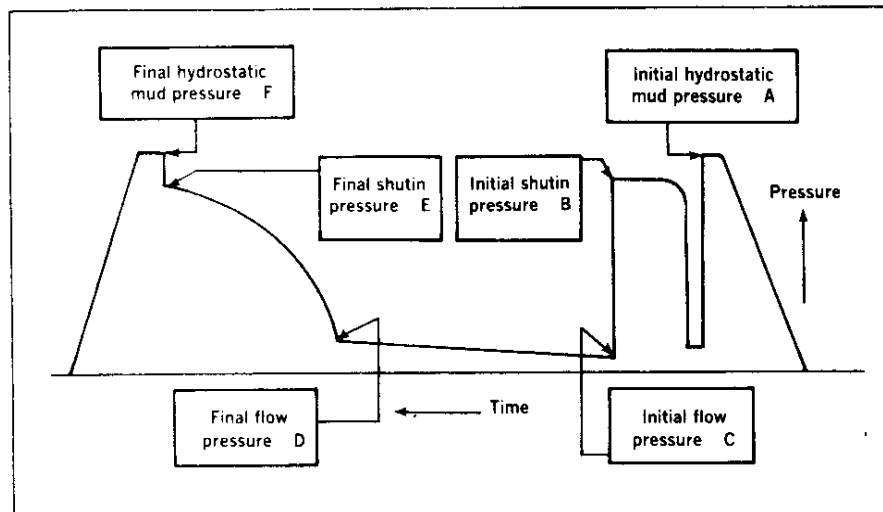 Final hydrostatic
mud pressure F
Initial hydrostatic
mud pressure A
Final shutin
pressure E
Initial shutin
pressure B
Pressure
Time
Final flow
pressure D
Initial flow
pressure C